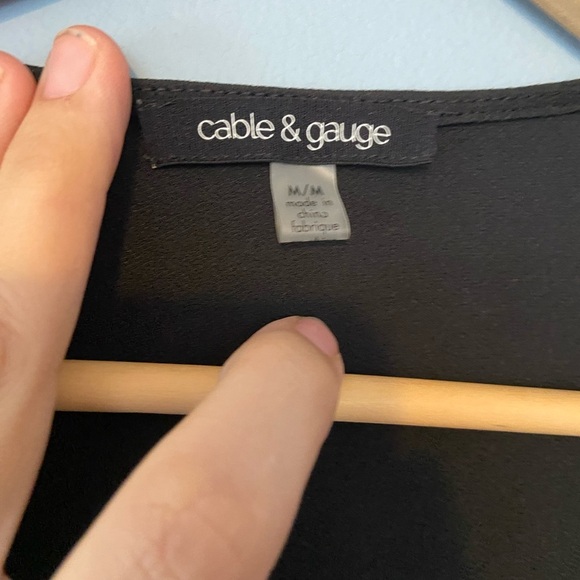 cable & gauge
M/M
made in
china
fabrique